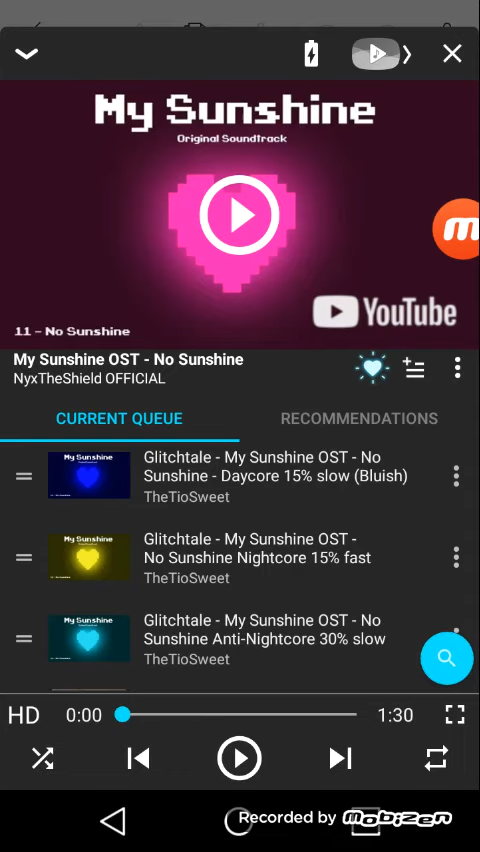 My Sunshine
Original Soundtrack
YouTube
11 - No Sunshine
My Sunshine OST - No Sunshine
NyxTheShield OFFICIAL
CURRENT QUEUE
RECOMMENDATIONS
My Sunshine
Glitchtale - My Sunshine OST - No
Sunshine - Daycore 15% slow (Bluish)
TheTioSweet
My Sunshine
Glitchtale - My Sunshine OST -
No Sunshine Nightcore 15% fast
TheTioSweet
My Sunshine
Glitchtale - My Sunshine OST - No
Sunshine Anti-Nightcore 30% slow
TheTioSweet
HD
0:00
1:30
Recorded by Mobizen